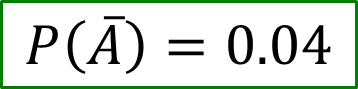 P(Ā) = 0.04